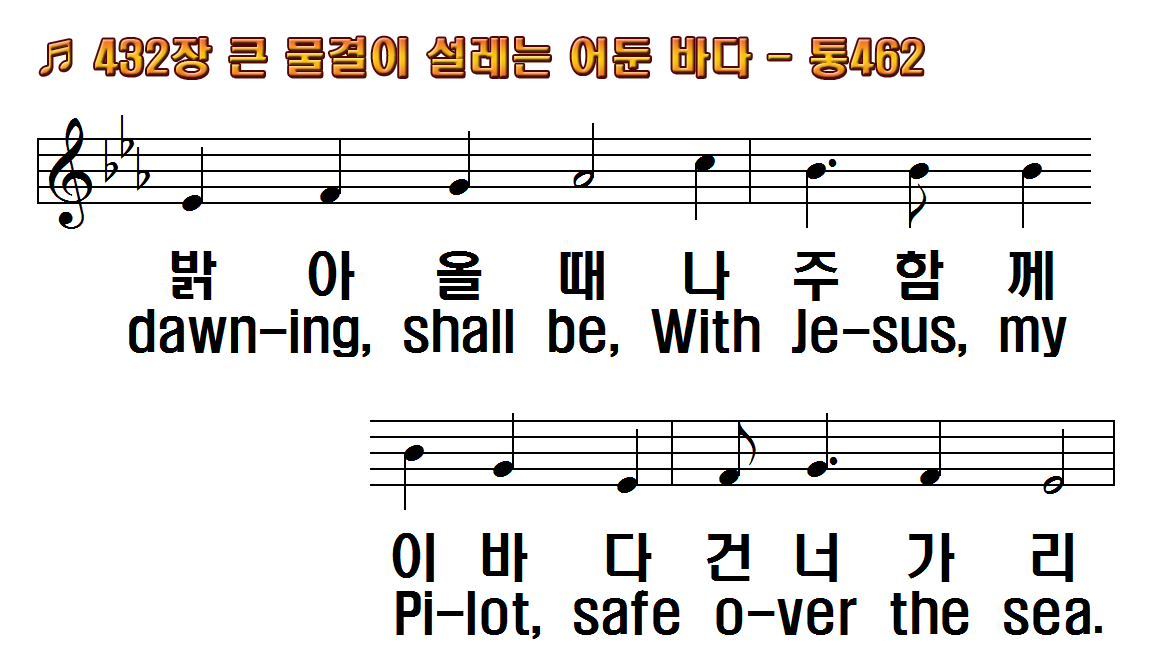 432장 큰 물결이 설레는 어둔 바다 - 통462
밝 아 올 때 나 주 함 께
dawn-ing, shall be, With Je-sus, my
이 바 다 건 너 가 리
Pi-lot, safe o-ver the sea.